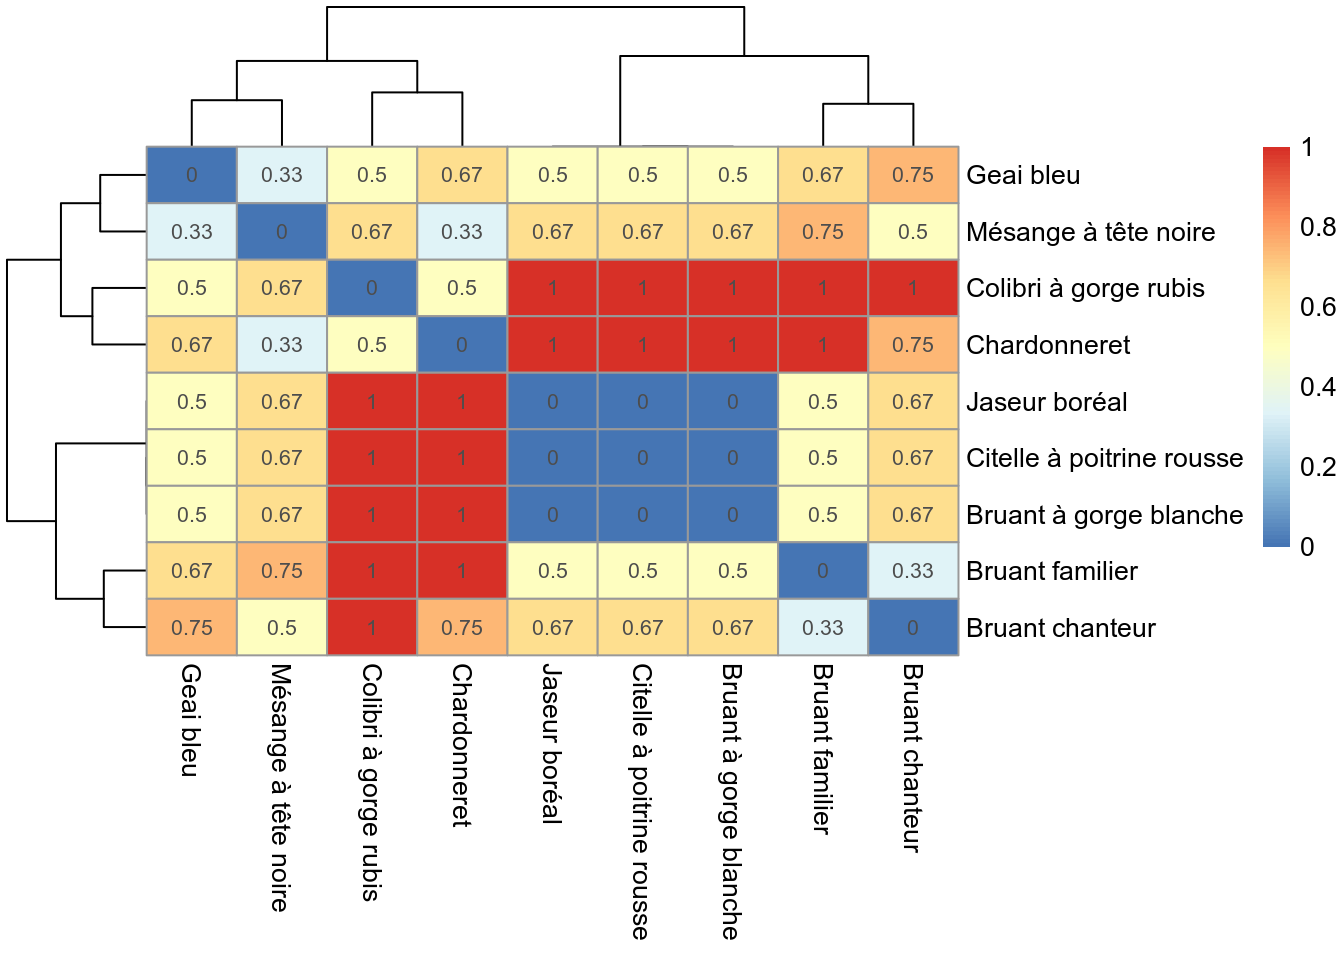 0 0.33 0.5 0.67 0.5 0.5 0.5 0.67 0.75 Geai bleu
0.33 0 0.67 0.33 0.67 0.67 0.67 0.75 0.5 Mésange à tête noire
0.5 0.67 0 0.5 1 1 1 1 1 Colibri à gorge rubis
0.67 0.33 0.5 0 1 1 1 1 0.75 Chardonneret
0.5 0.67 1 1 0 0 0 0.5 0.67 Jaseur boréal
0.5 0.67 1 1 0 0 0 0.5 0.67 Citelle à poitrine rousse
0.5 0.67 1 1 0 0 0 0.5 0.67 Bruant à gorge blanche
0.67 0.75 1 1 0.5 0.5 0.5 0 0.33 Bruant familier
0.75 0.5 1 0.75 0.67 0.67 0.67 0.33 0 Bruant chanteur
Geai bleu
Mésange à tête noire
Colibri à gorge rubis
Chardonneret
Jaseur boréal
Citelle à poitrine rousse
Bruant à gorge blanche
Bruant familier
Bruant chanteur
1
0.8
0.6
0.4
0.2
0